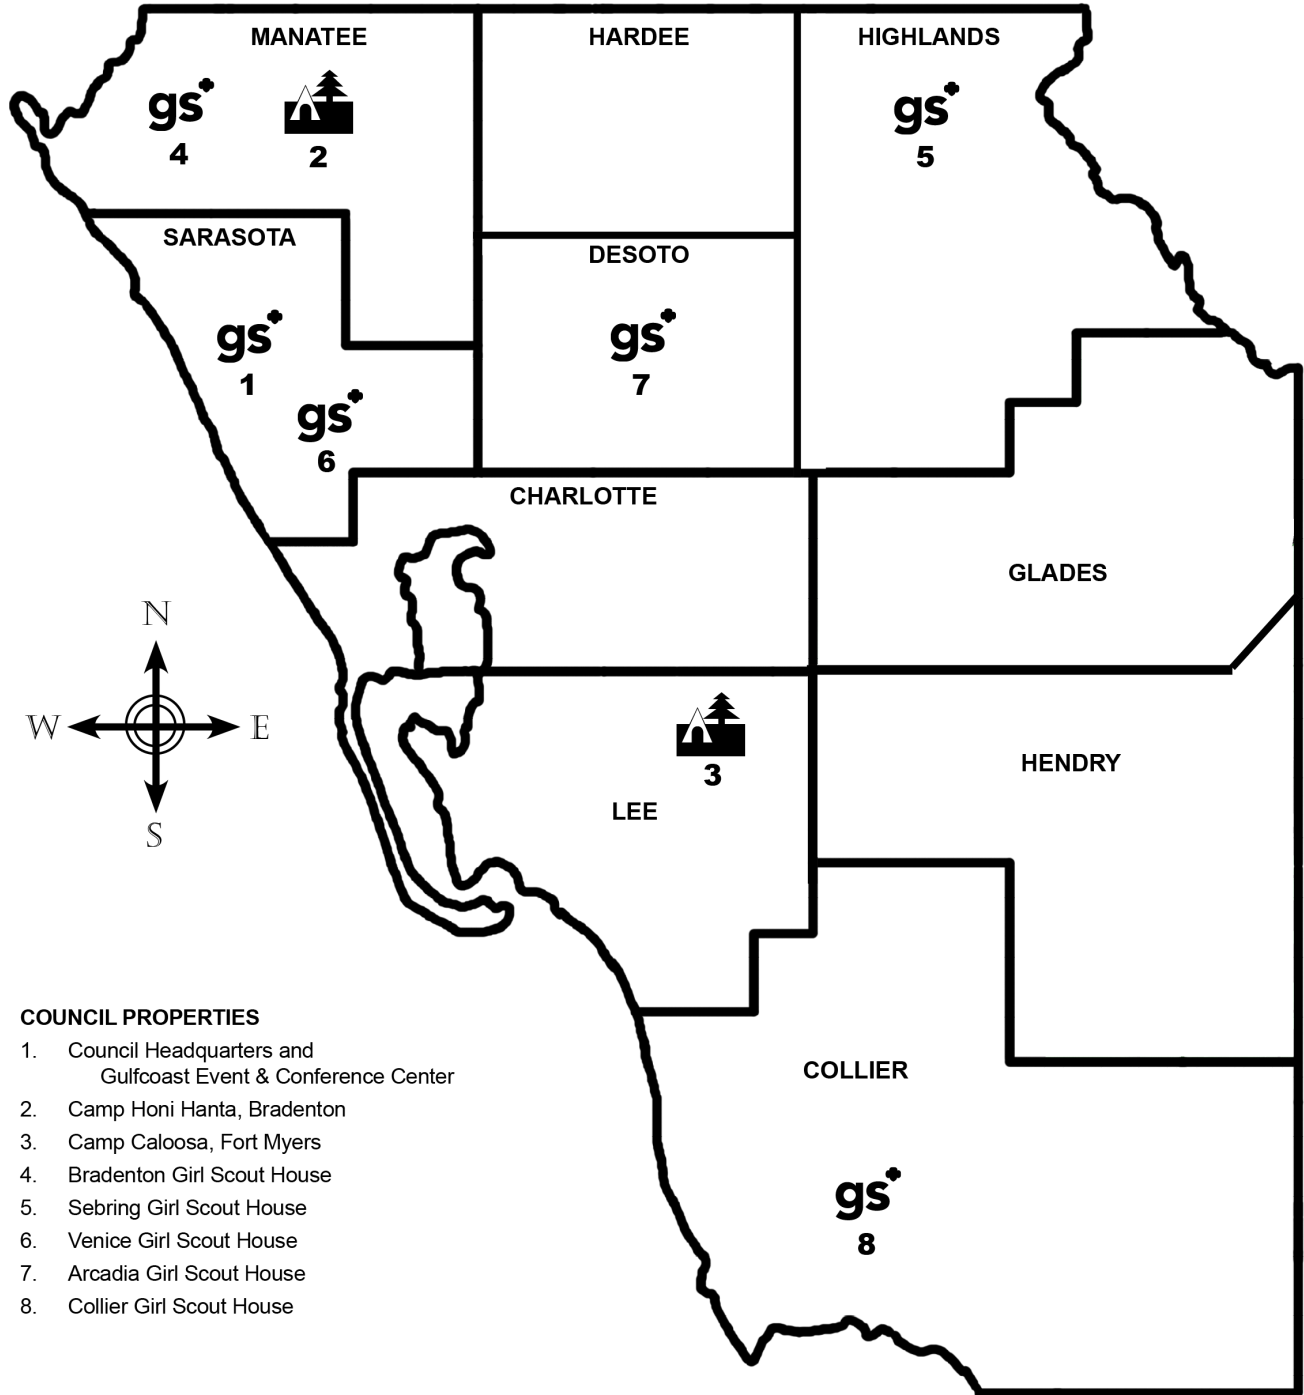 MANATEE
HARDEE
HIGHLANDS
gs
4
2
gs
5
SARASOTA
DESOTO
gs
1
gs
7
gs
6
CHARLOTTE
GLADES
N
W
E
S
3
HENDRY
LEE
COLLIER
gs
8
COUNCIL PROPERTIES
1. Council Headquarters and
Gulfcoast Event & Conference Center
2. Camp Honi Hanta, Bradenton
3. Camp Caloosa, Fort Myers
4. Bradenton Girl Scout House
5. Sebring Girl Scout House
6. Venice Girl Scout House
7. Arcadia Girl Scout House
8. Collier Girl Scout House